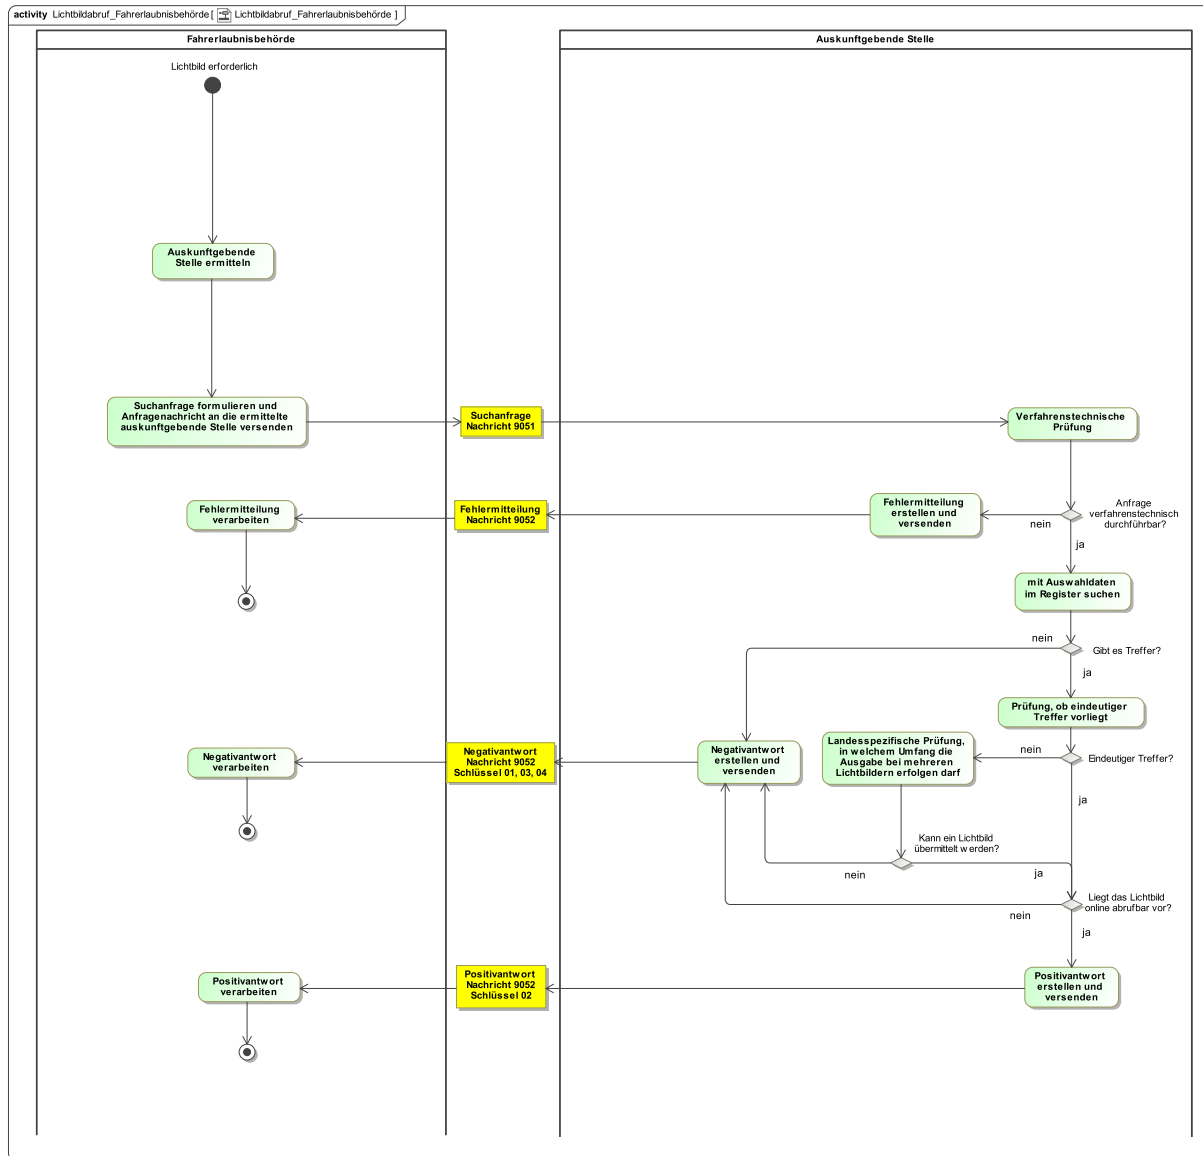 activity Lichtbildabruf_Fahrerlaubnisbehörde [ Lichtbildabruf_Fahrerlaubnisbehörde ]
Fahrerlaubnisbehörde
Auskunftgebende Stelle
Lichtbild erforderlich
Auskunftgebende
Stelle ermitteln
Suchanfrage formulieren und
Anfragenachricht an die ermittelte
auskunftgebende Stelle versenden
Suchanfrage
Nachricht 9051
Verfahrenstechnische
Prüfung
Fehlermitteilung
verarbeiten
Fehlermitteilung
Nachricht 9052
Fehlermitteilung
erstellen und
versenden
nein
Anfrage
verfahrenstechnisch
durchführbar?
ja
mit Auswahldaten
im Register suchen
nein
Gibt es Treffer?
ja
Prüfung, ob eindeutiger
Treffer vorliegt
Negativantwort
verarbeiten
Negativantwort
Nachricht 9052
Schlüssel 01, 03, 04
Negativantwort
erstellen und
versenden
Landesspezifische Prüfung,
in welchem Umfang die
Ausgabe bei mehreren
Lichtbildern erfolgen darf
nein
Eindeutiger Treffer?
ja
Kann ein Lichtbild
übermittelt werden?
nein
ja
Liegt das Lichtbild
online abrufbar vor?
nein
ja
Positivantwort
verarbeiten
Positivantwort
Nachricht 9052
Schlüssel 02
Positivantwort
erstellen und
versenden